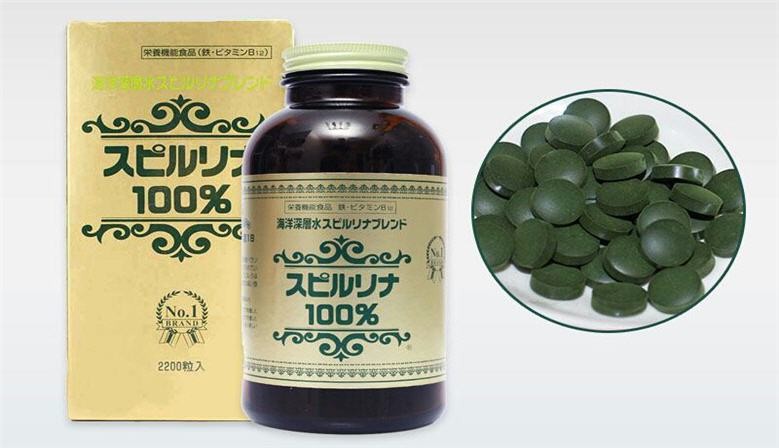 栄養機能食品(鉄・ビタミンB12)
海洋深層水スピルリナブレンド
スピルリナ
100%
No.1
BRAND
2200粒入
栄養機能食品 鉄・ビタミンB12
海洋深層水スピルリナブレンド
スピルリナ
100%
®
No.1
BRAND